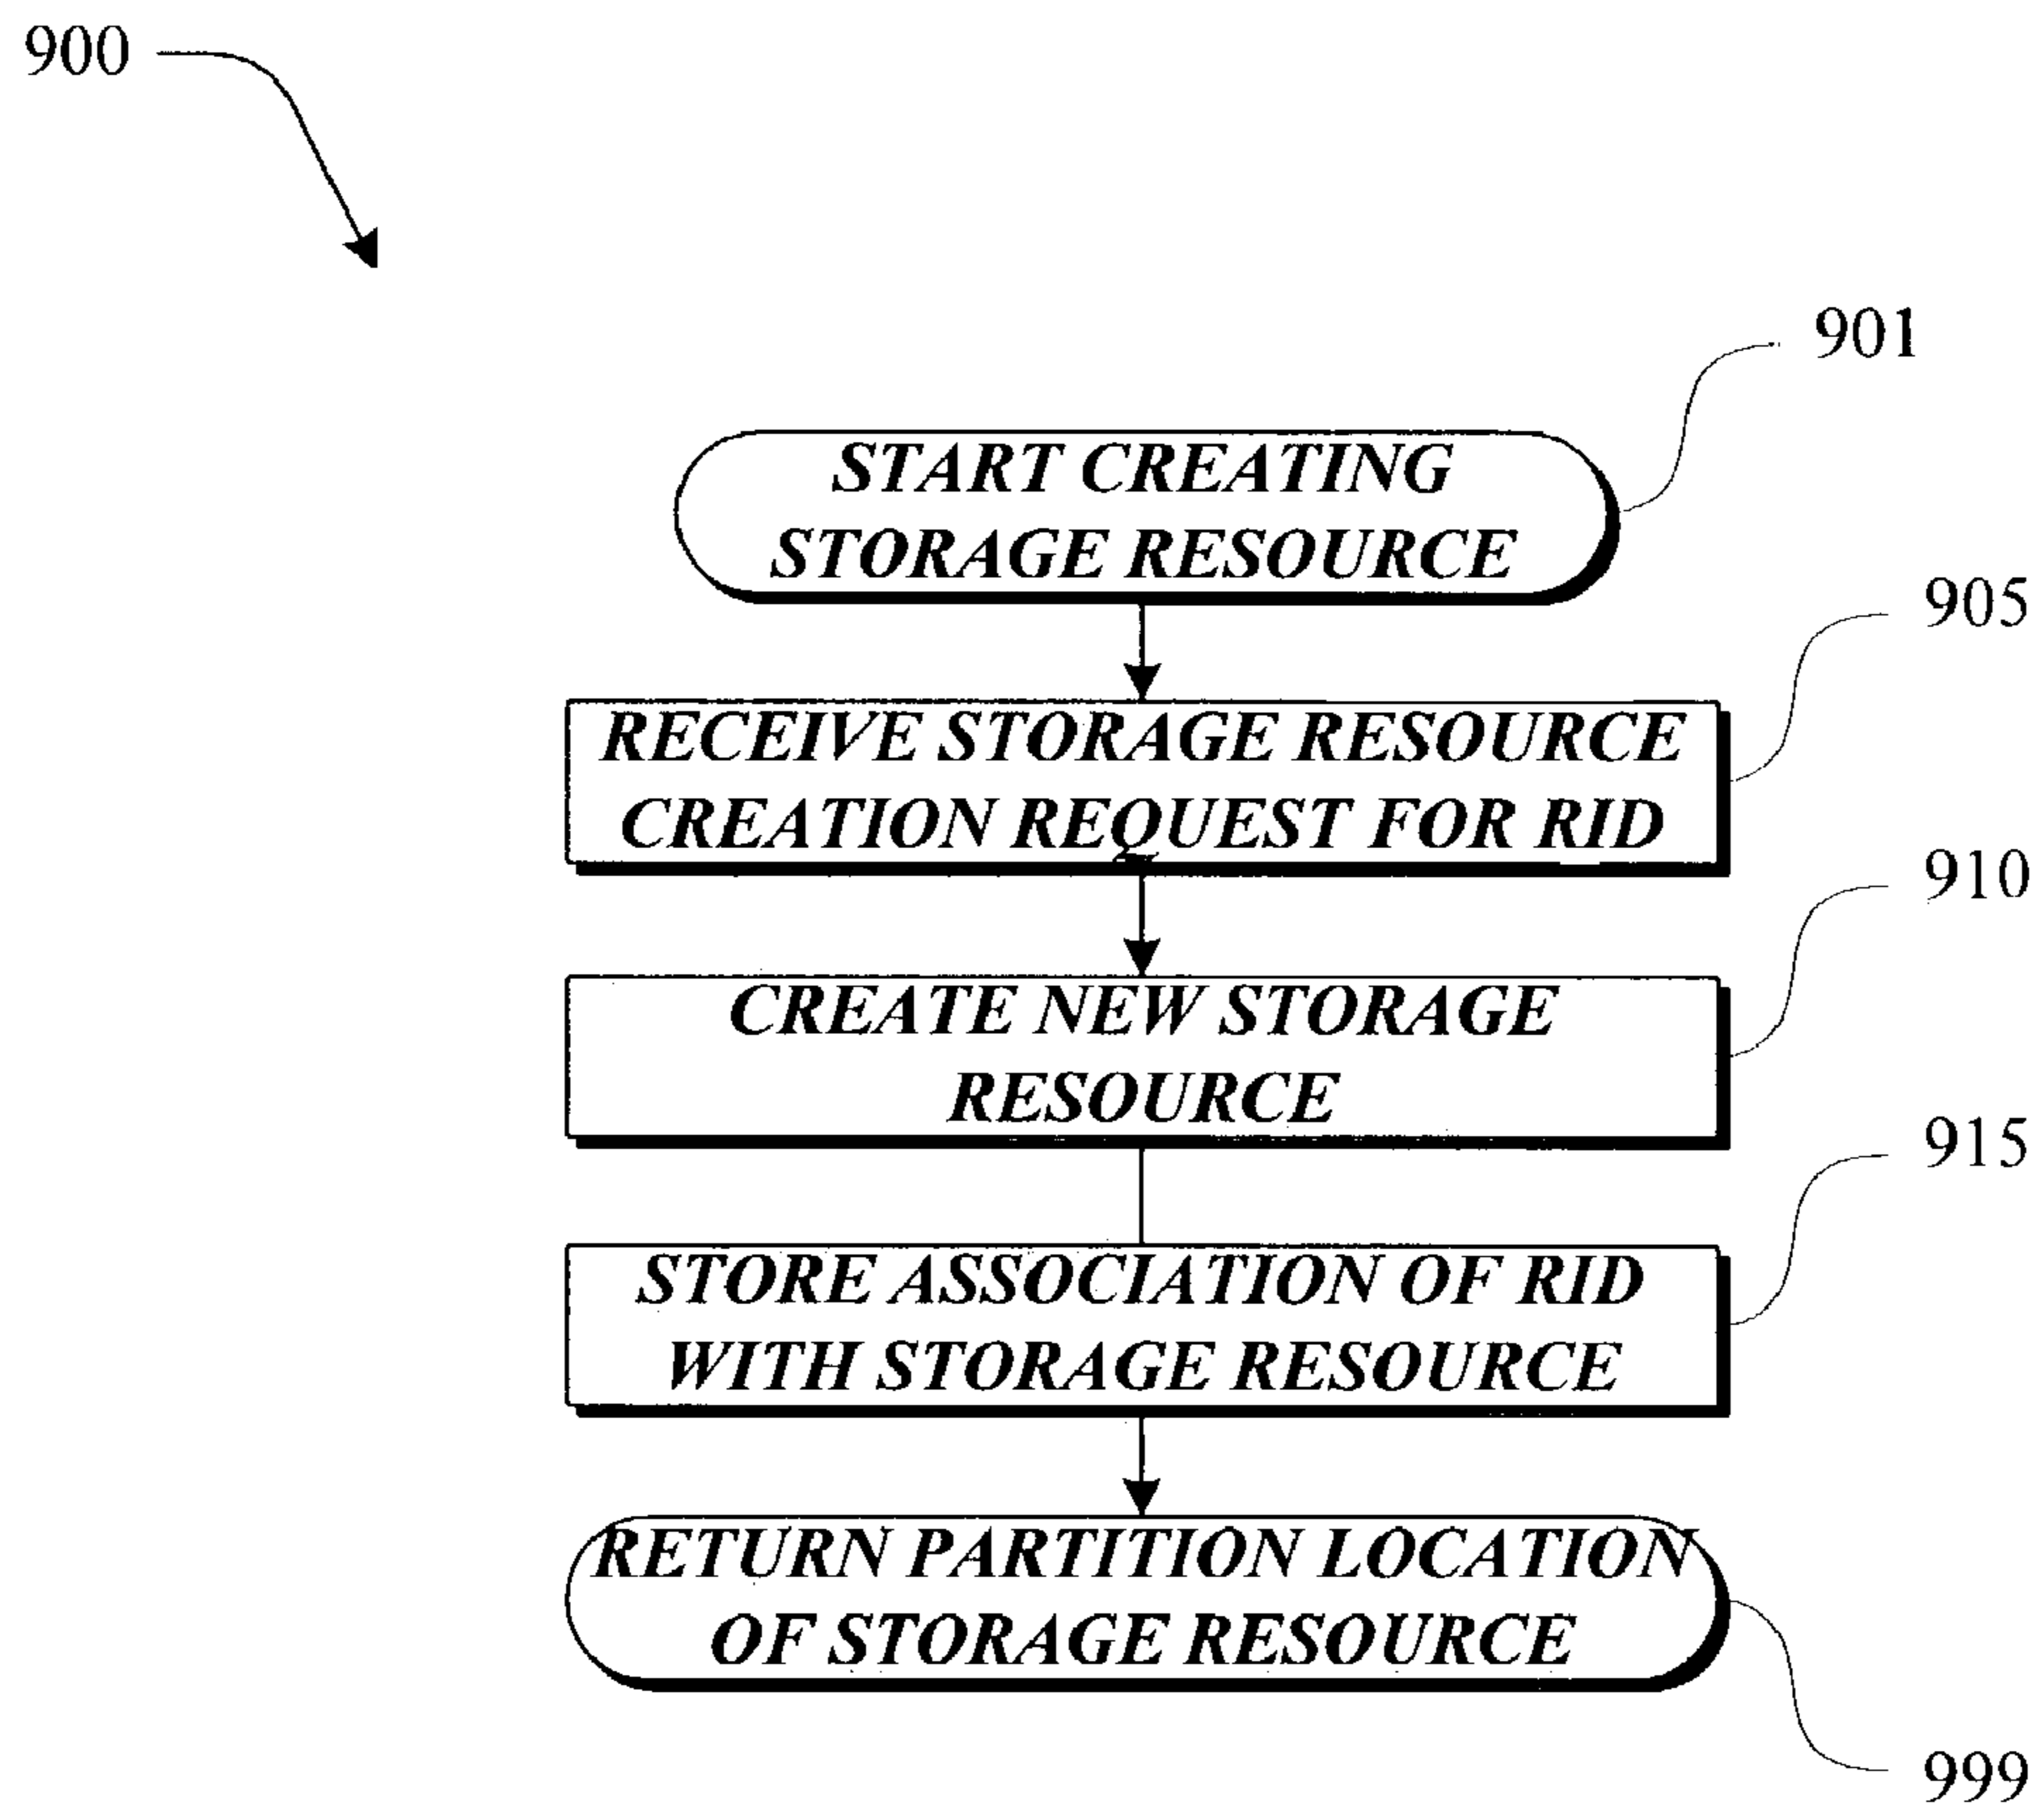 900
901
START CREATING
STORAGE RESOURCE
905
RECEIVE STORAGE RESOURCE
CREATION REQUEST FOR RID
910
CREATE NEW STORAGE
RESOURCE
915
STORE ASSOCIATION OF RID
WITH STORAGE RESOURCE
RETURN PARTITION LOCATION
OF STORAGE RESOURCE
999